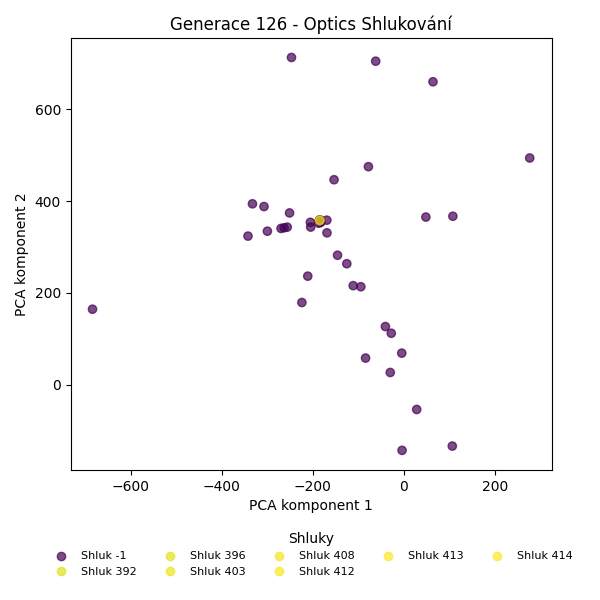 Generace 126 - Optics Shlukování
600
400
200
0
PCA komponent 2
−600 −400 −200 0 200
PCA komponent 1
Shluky
Shluk -1 Shluk 396 Shluk 408 Shluk 413 Shluk 414
Shluk 392 Shluk 403 Shluk 412